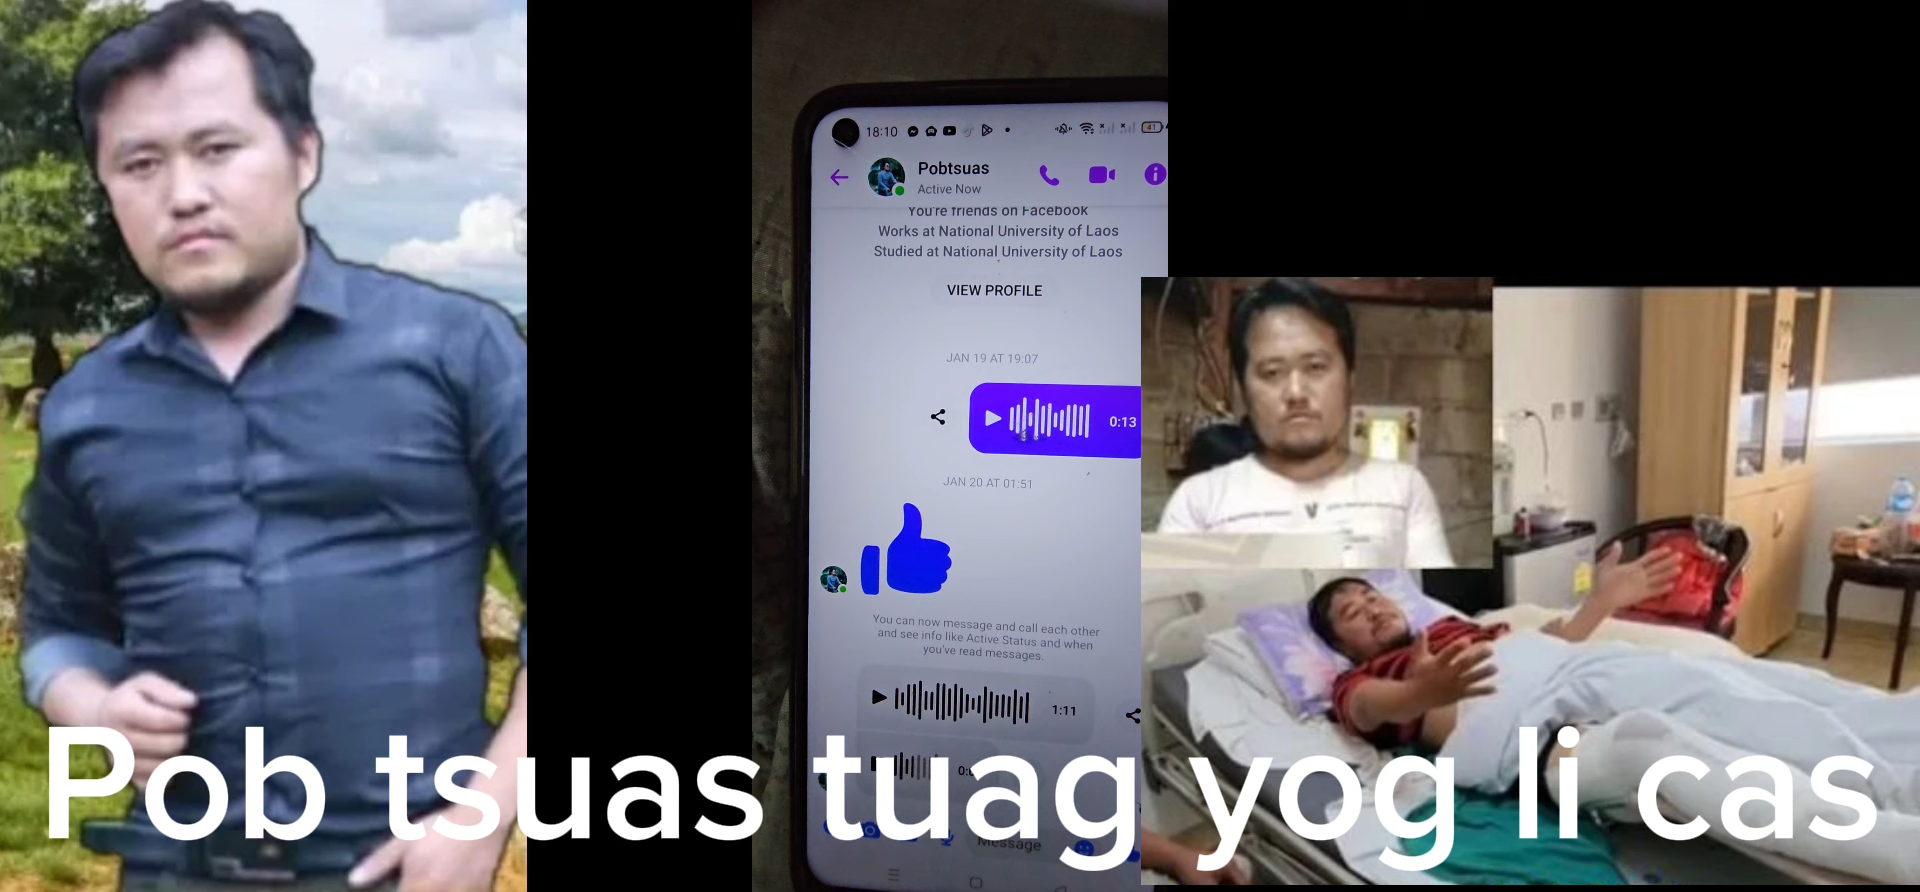 18:10
41
Pobtsuas
Active Now
You're friends on Facebook
Works at National University of Laos
Studied at National University of Laos
VIEW PROFILE
JAN 19 AT 19:07
0:13
JAN 20 AT 01:51
You can now message and call each other
and see info like Active Status and when
you've read messages.
1:11
Message
Pob tsuas tuag yog li cas